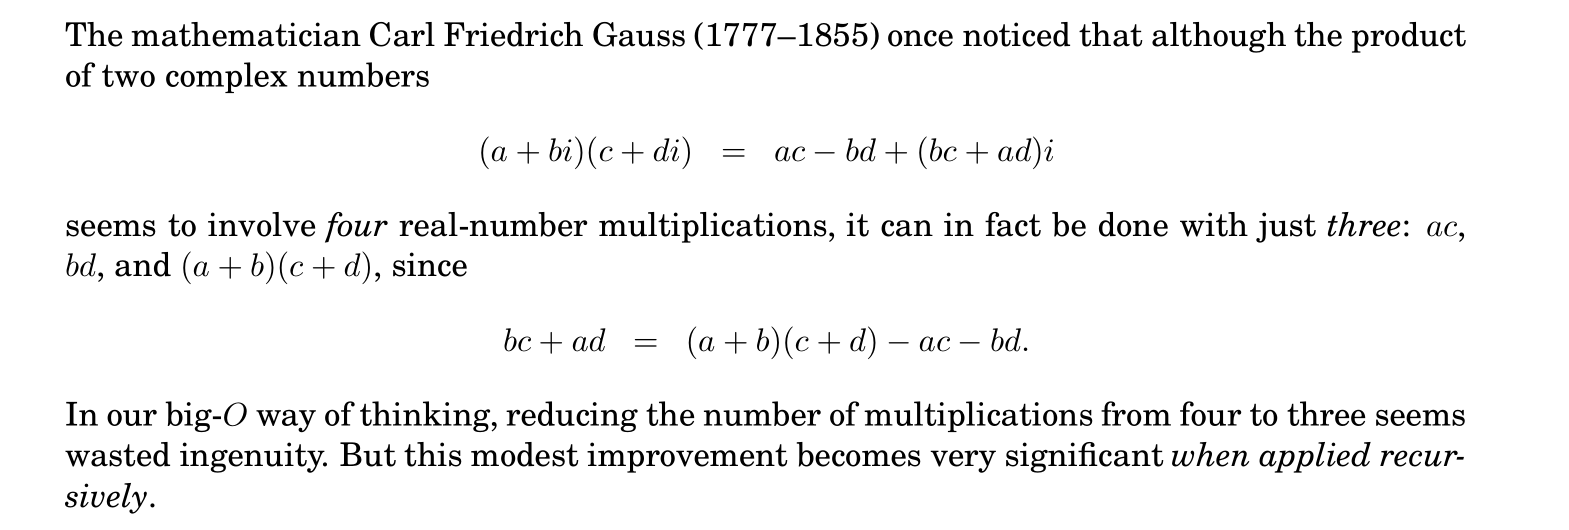 The mathematician Carl Friedrich Gauss (1777–1855) once noticed that although the product
of two complex numbers
(a + bi)(c + di) = ac − bd + (bc + ad)i
seems to involve four real-number multiplications, it can in fact be done with just three: ac,
bd, and (a + b)(c + d), since
bc + ad = (a + b)(c + d) − ac − bd.
In our big-O way of thinking, reducing the number of multiplications from four to three seems
wasted ingenuity. But this modest improvement becomes very significant when applied recur-
sively.